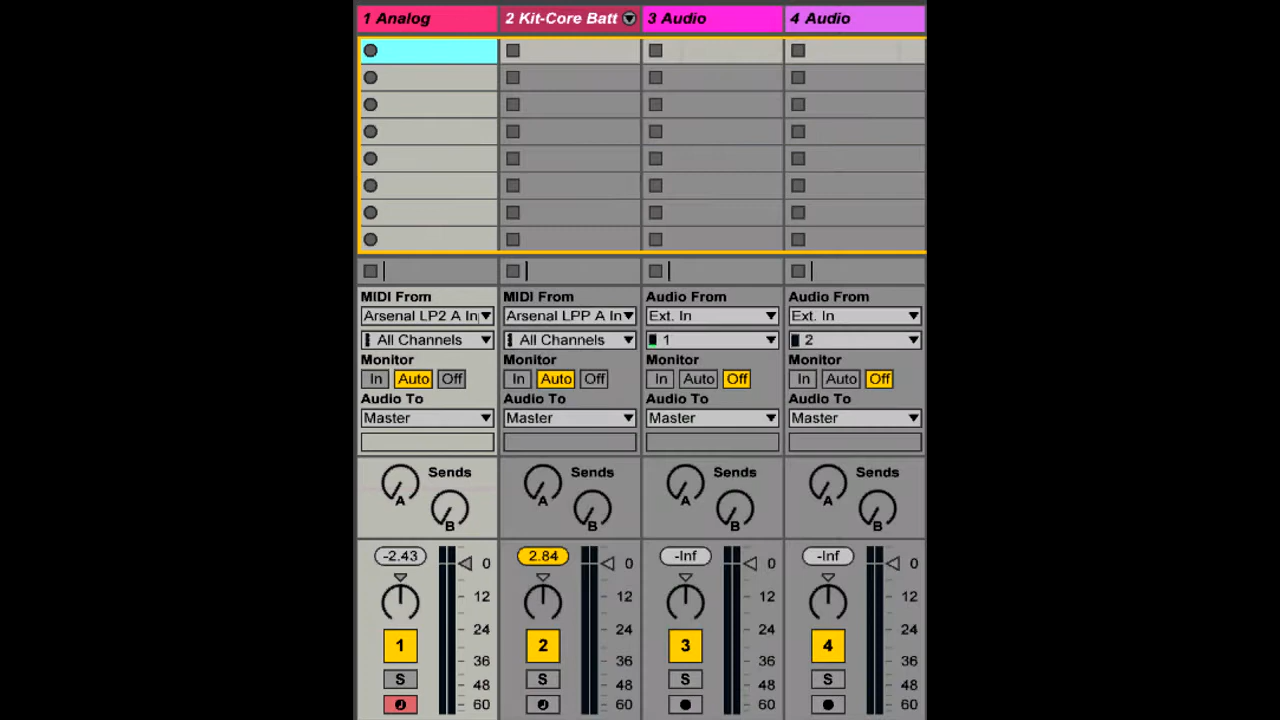 1 Analog 2 Kit-Core Batt 3 Audio 4 Audio
MIDI From MIDI From Audio From Audio From
Arsenal LP2 A In Arsenal LPP A In Ext. In Ext. In
All Channels All Channels 1 2
Monitor Monitor Monitor Monitor
In Auto Off In Auto Off In Auto Off In Auto Off
Audio To Audio To Audio To Audio To
Master Master Master Master
Sends Sends Sends Sends
A A A A
B B B B
-2.43 2.84 -Inf -Inf
0 0 0 0
12 12 12 12
24 24 24 24
1 2 3 4
36 36 36 36
S S S S
48 48 48 48
60 60 60 60